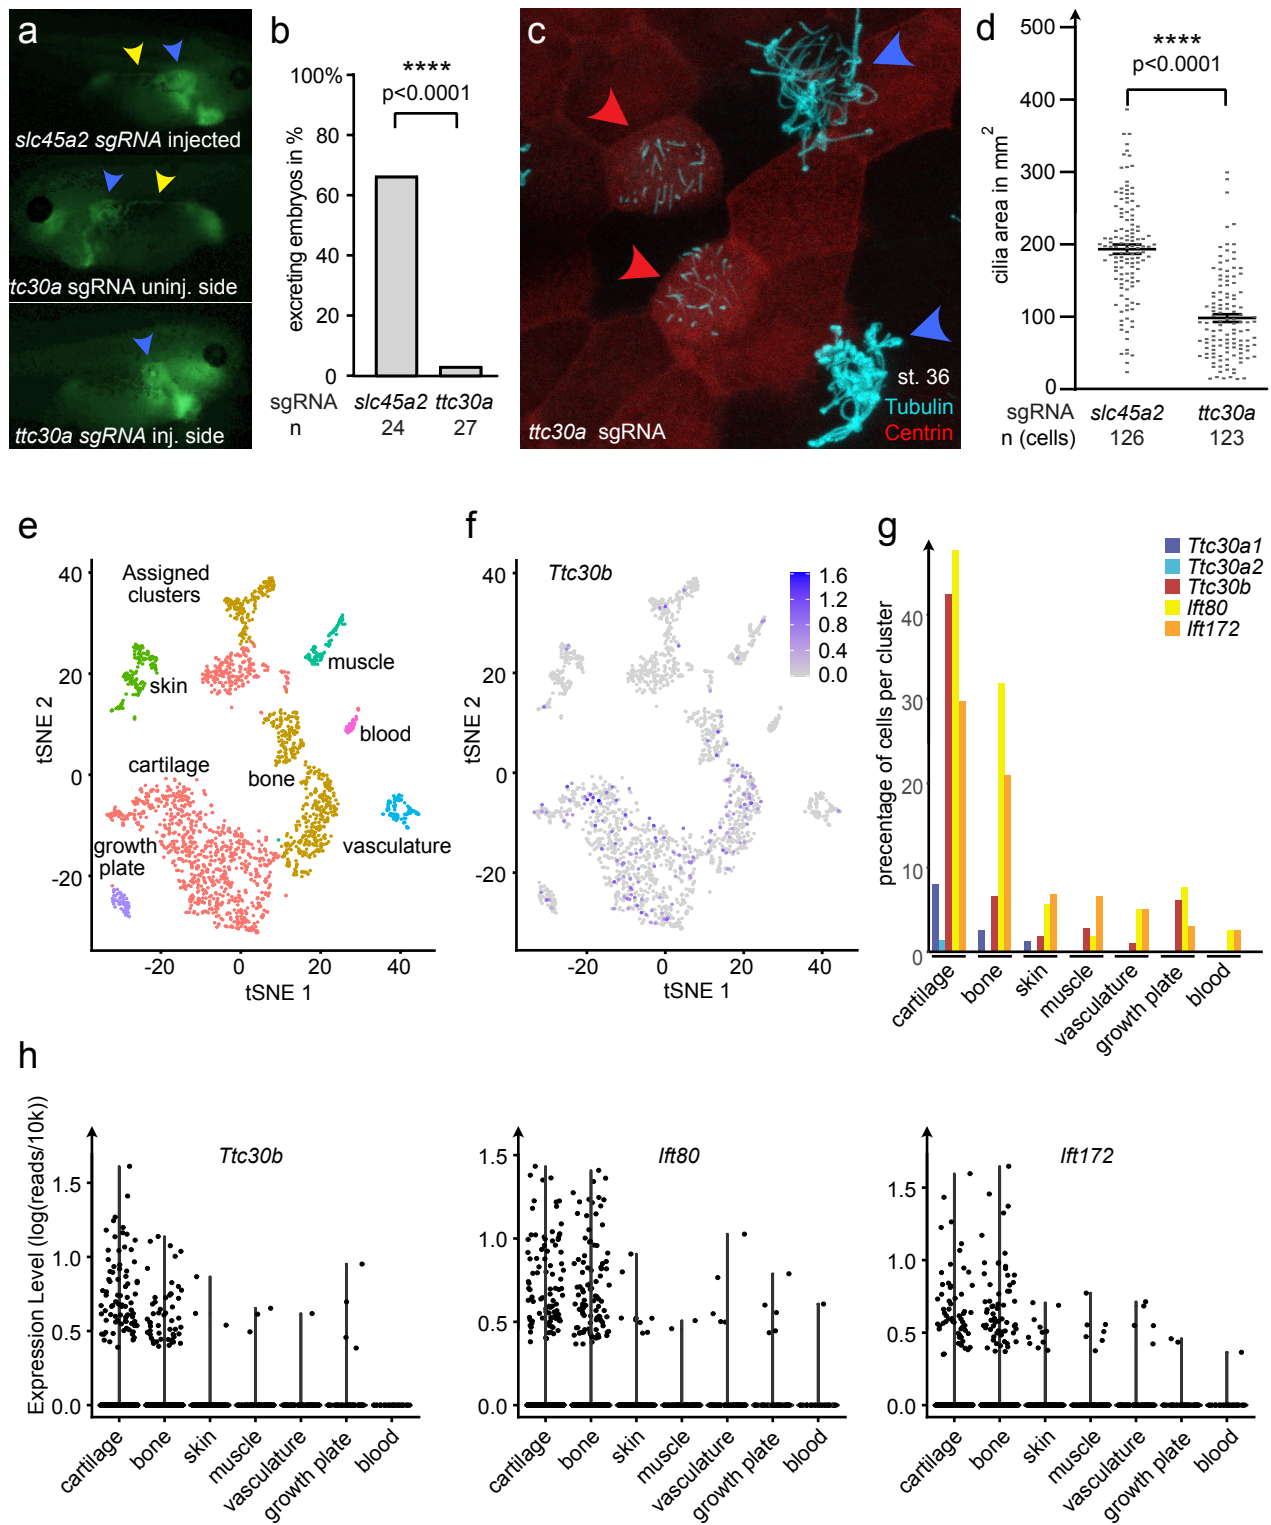 a
slc45a2 sgRNA injected
ttc30a sgRNA uninj. side
ttc30a sgRNA inj. side
b
****
p<0.0001
excreting embryos in %
100%
80
60
40
20
0
sgRNA slc45a2 ttc30a
n 24 27
c
st. 36
Tubulin
Centrin
ttc30a sgRNA
d
****
p<0.0001
cilia area in mm2
500
400
300
200
100
0
sgRNA slc45a2 ttc30a
n (cells) 126 123
e
Assigned
clusters
skin
muscle
blood
cartilage
bone
growth
plate
vasculature
tSNE 2
40
20
0
-20
-20 0 20 40
tSNE 1
f
Ttc30b
1.6
1.2
0.8
0.4
0.0
tSNE 2
40
20
0
-20
-20 0 20 40
tSNE 1
g
Ttc30a1
Ttc30a2
Ttc30b
Ift80
Ift172
precentage of cells per cluster
40
30
20
10
0
cartilage
bone
skin
muscle
vasculature
growth plate
blood
h
Expression Level (log(reads/10k))
Ttc30b
1.5
1.0
0.5
0.0
cartilage
bone
skin
muscle
vasculature
growth plate
blood
Ift80
1.5
1.0
0.5
0.0
cartilage
bone
skin
muscle
vasculature
growth plate
blood
Ift172
1.5
1.0
0.5
0.0
cartilage
bone
skin
muscle
vasculature
growth plate
blood